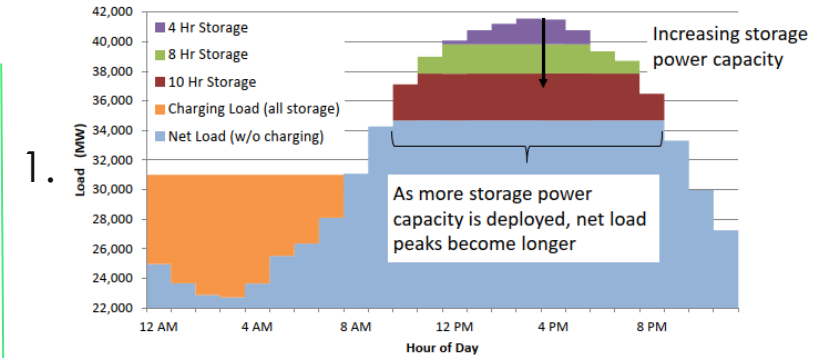 1.
Load (MW)
42,000
40,000
38,000
36,000
34,000
32,000
30,000
28,000
26,000
24,000
22,000
4 Hr Storage
8 Hr Storage
10 Hr Storage
Charging Load (all storage)
Net Load (w/o charging)
Increasing storage
power capacity
As more storage power
capacity is deployed, net load
peaks become longer
12 AM 4 AM 8 AM 12 PM 4 PM 8 PM
Hour of Day